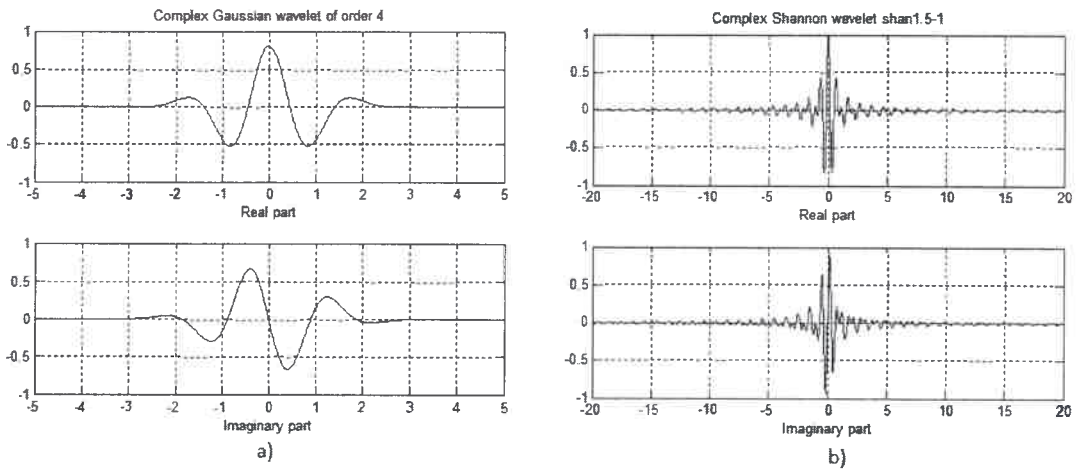 Complex Gaussian wavelet of order 4
1
0.5
0
-0.5
-1
-5 -4 -3 -2 -1 0 1 2 3 4 5
Real part
1
0.5
0
-0.5
-1
-5 -4 -3 -2 -1 0 1 2 3 4 5
Imaginary part
a)
Complex Shannon wavelet shan1.5-1
1
0.5
0
-0.5
-1
-20 -15 -10 -5 0 5 10 15 20
Real part
1
0.5
0
-0.5
-1
-20 -15 -10 -5 0 5 10 15 20
Imaginary part
b)